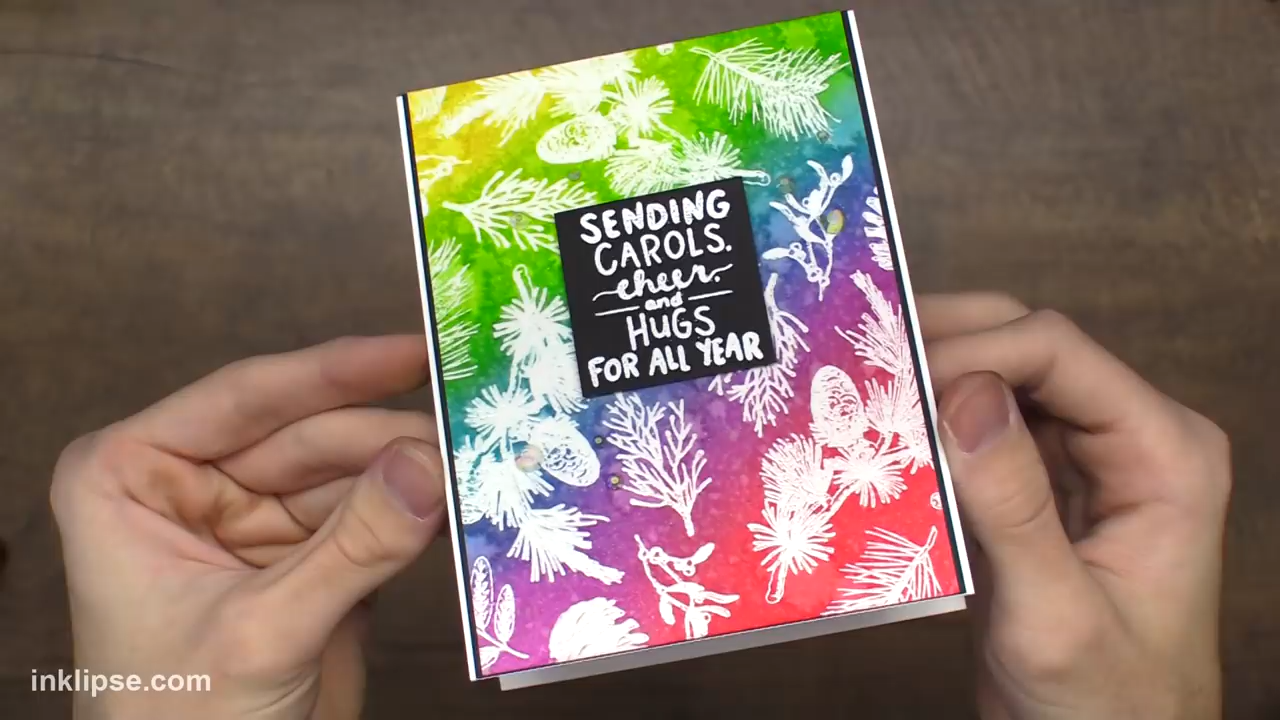 SENDING
CAROLS,
cheer,
and
HUGS
FOR ALL YEAR
inklipse.com